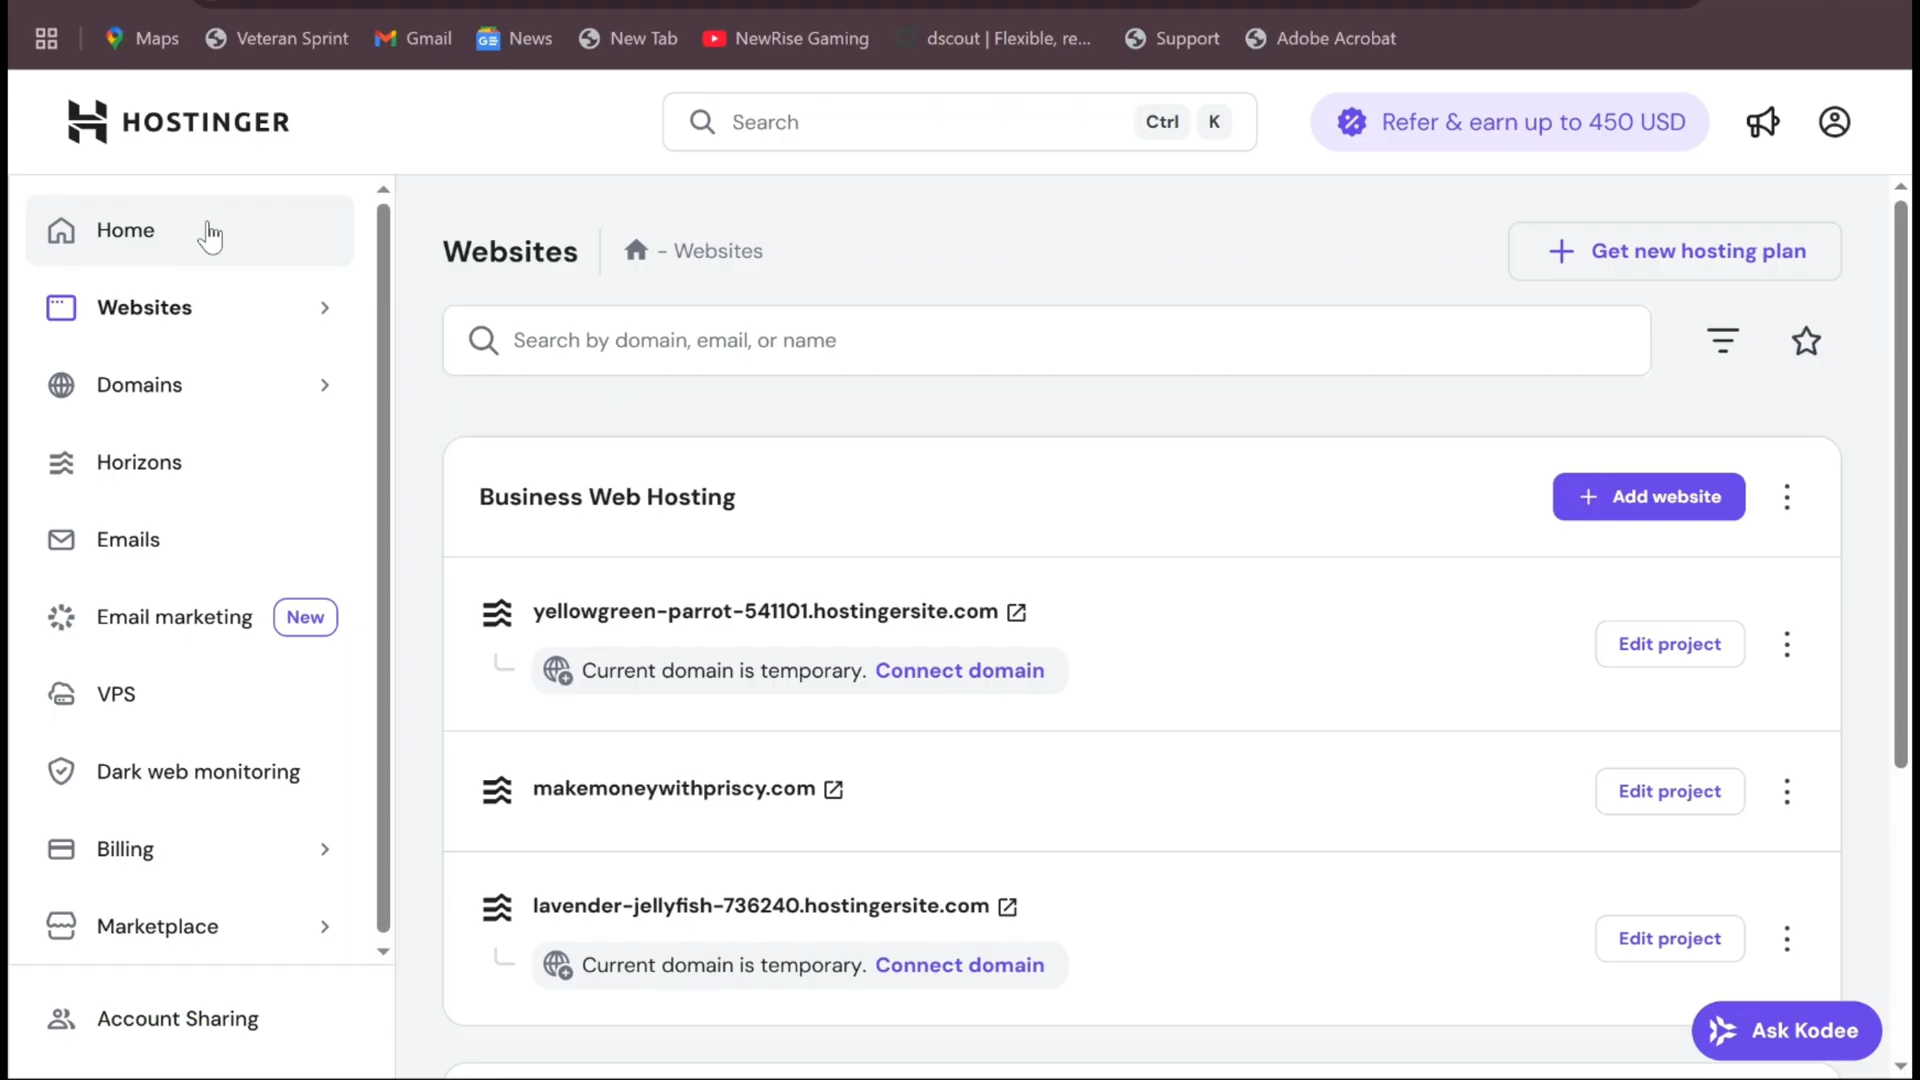 Maps
Veteran Sprint
Gmail
News
New Tab
NewRise Gaming
dscout | Flexible, re...
Support
Adobe Acrobat
HOSTINGER
Search
Ctrl
K
Refer & earn up to 450 USD
Home
Websites
Domains
Horizons
Emails
Email marketing
New
VPS
Dark web monitoring
Billing
Marketplace
Account Sharing
Websites
- Websites
+ Get new hosting plan
Search by domain, email, or name
Business Web Hosting
+ Add website
yellowgreen-parrot-541101.hostingersite.com
Current domain is temporary. Connect domain
Edit project
makemoneywithpriscy.com
Edit project
lavender-jellyfish-736240.hostingersite.com
Current domain is temporary. Connect domain
Edit project
Ask Kodee